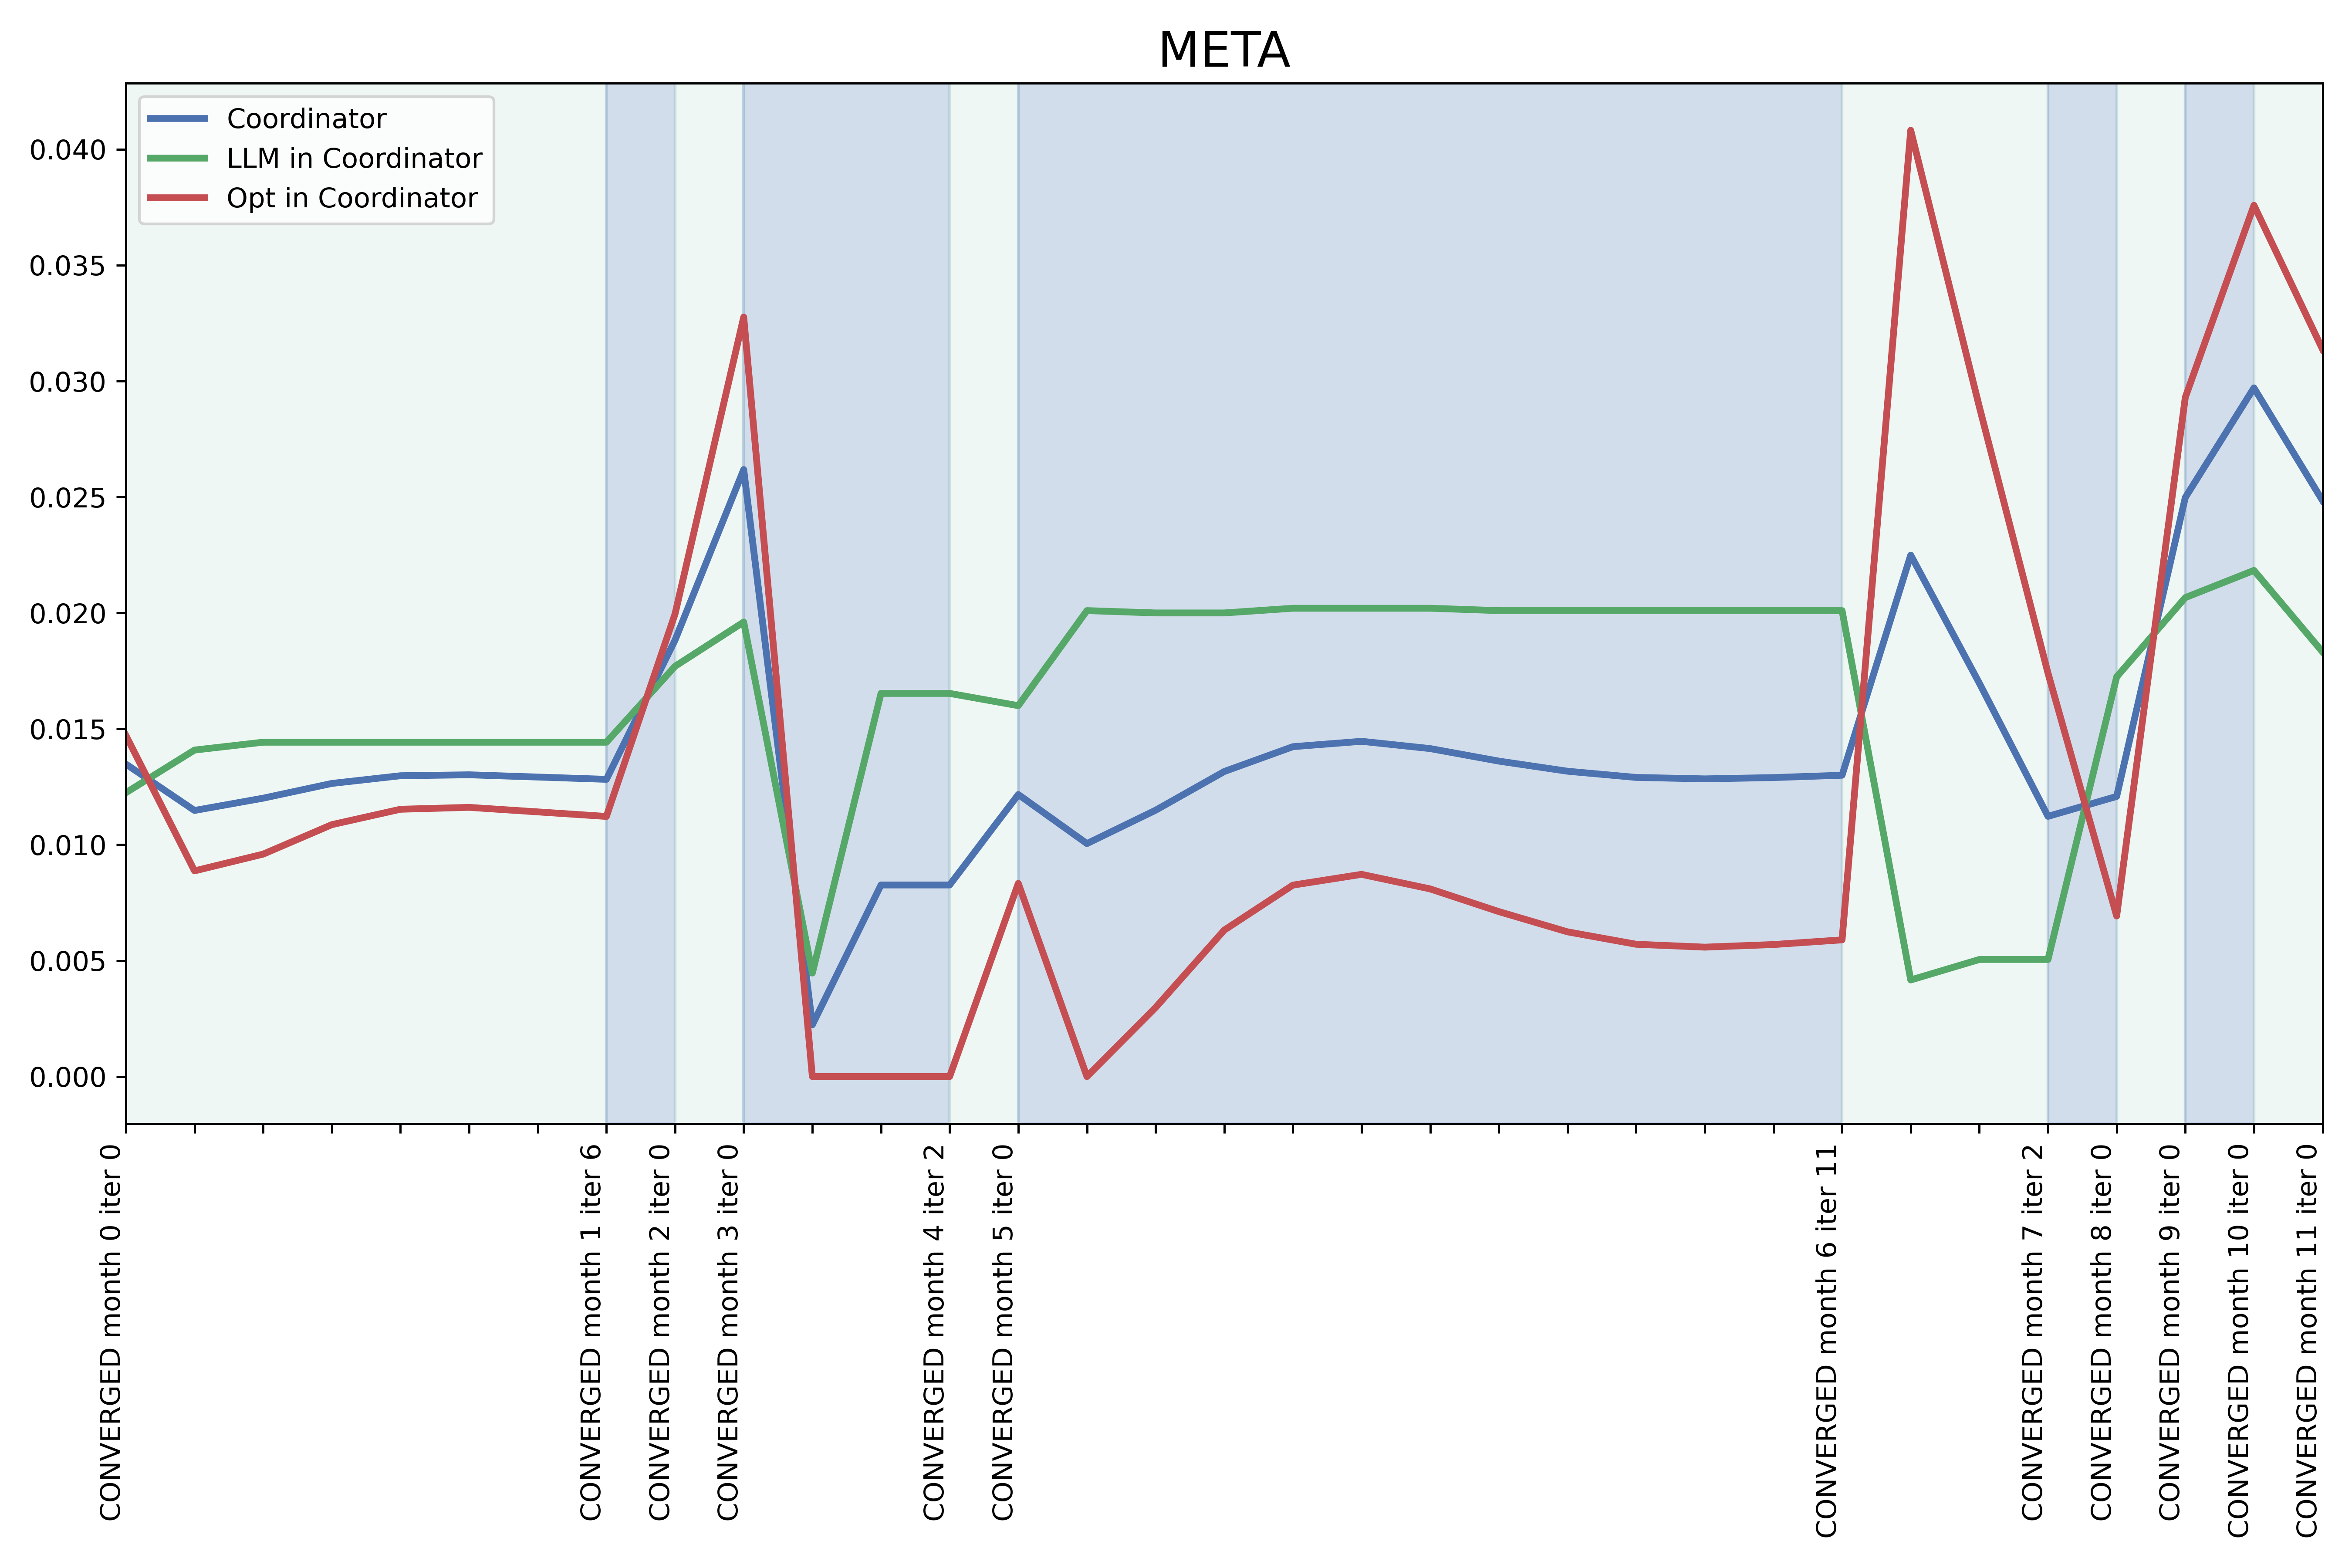 META
Coordinator
LLM in Coordinator
Opt in Coordinator
0.040
0.035
0.030
0.025
0.020
0.015
0.010
0.005
0.000
CONVERGED month 0 iter 0
CONVERGED month 1 iter 6
CONVERGED month 2 iter 0
CONVERGED month 3 iter 0
CONVERGED month 4 iter 2
CONVERGED month 5 iter 0
CONVERGED month 6 iter 11
CONVERGED month 7 iter 2
CONVERGED month 8 iter 0
CONVERGED month 9 iter 0
CONVERGED month 10 iter 0
CONVERGED month 11 iter 0